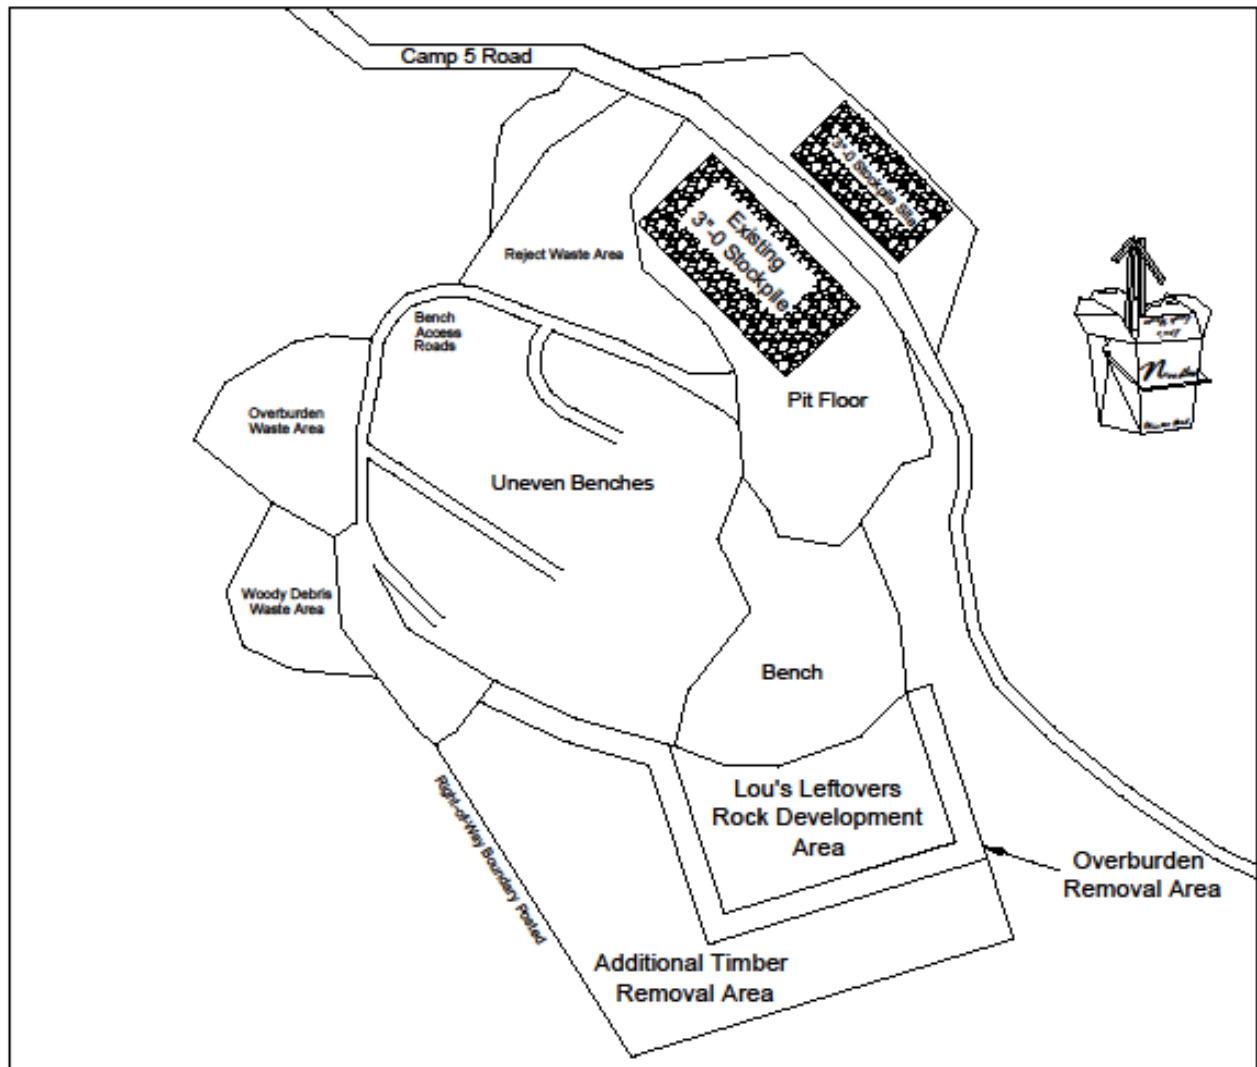 Camp 5 Road
3"-0 Stockpile Site
Existing
3"-0 Stockpile
Reject Waste Area
Bench
Access
Roads
Pit Floor
Overburden
Waste Area
Uneven Benches
Woody Debris
Waste Area
Bench
Lou's Leftovers
Rock Development
Area
Right-of-Way Boundary Posted
Overburden
Removal Area
Additional Timber
Removal Area